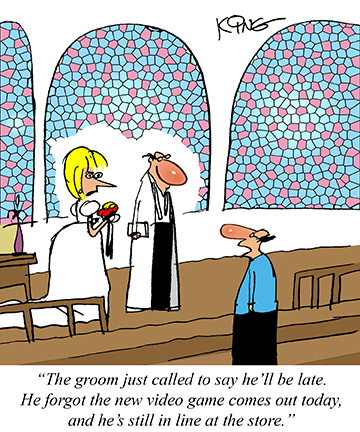 KING
“The groom just called to say he’ll be late.
He forgot the new video game comes out today,
and he’s still in line at the store.”